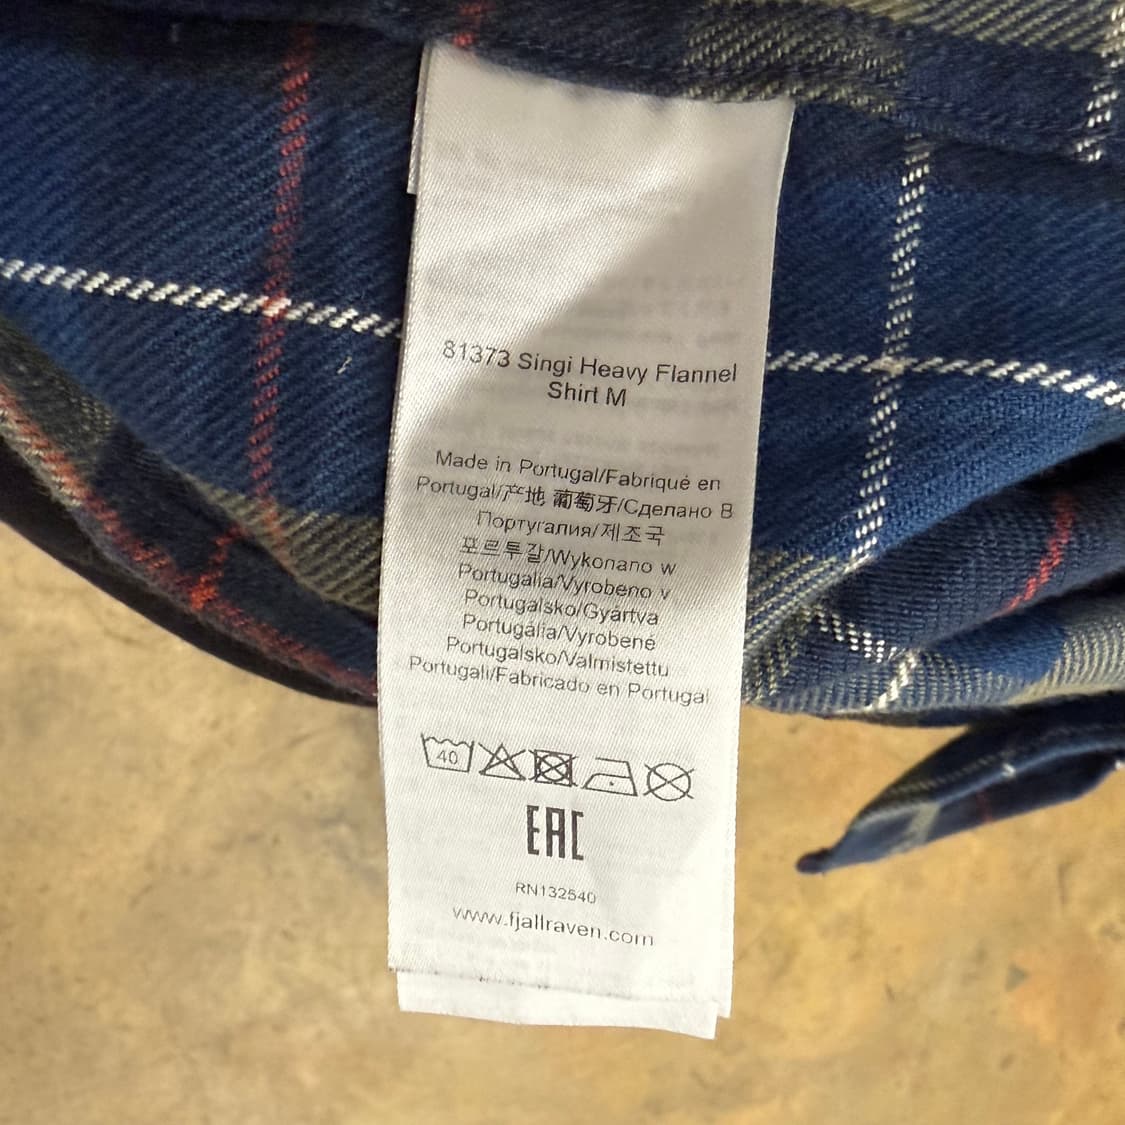 81373 Singi Heavy Flannel
Shirt M
Made in Portugal/Fabriqué en
Portugal/产地 葡萄牙/Сделано В
Португалия/제조국
포르투갈/Wykonano w
Portugalia/Vyrobeno v
Portugalsko/Gyártva
Portugália/Vyrobené
Portugalsko/Valmistettu
Portugali/Fabricado en Portugal
40
EAC
RN132540
www.fjallraven.com